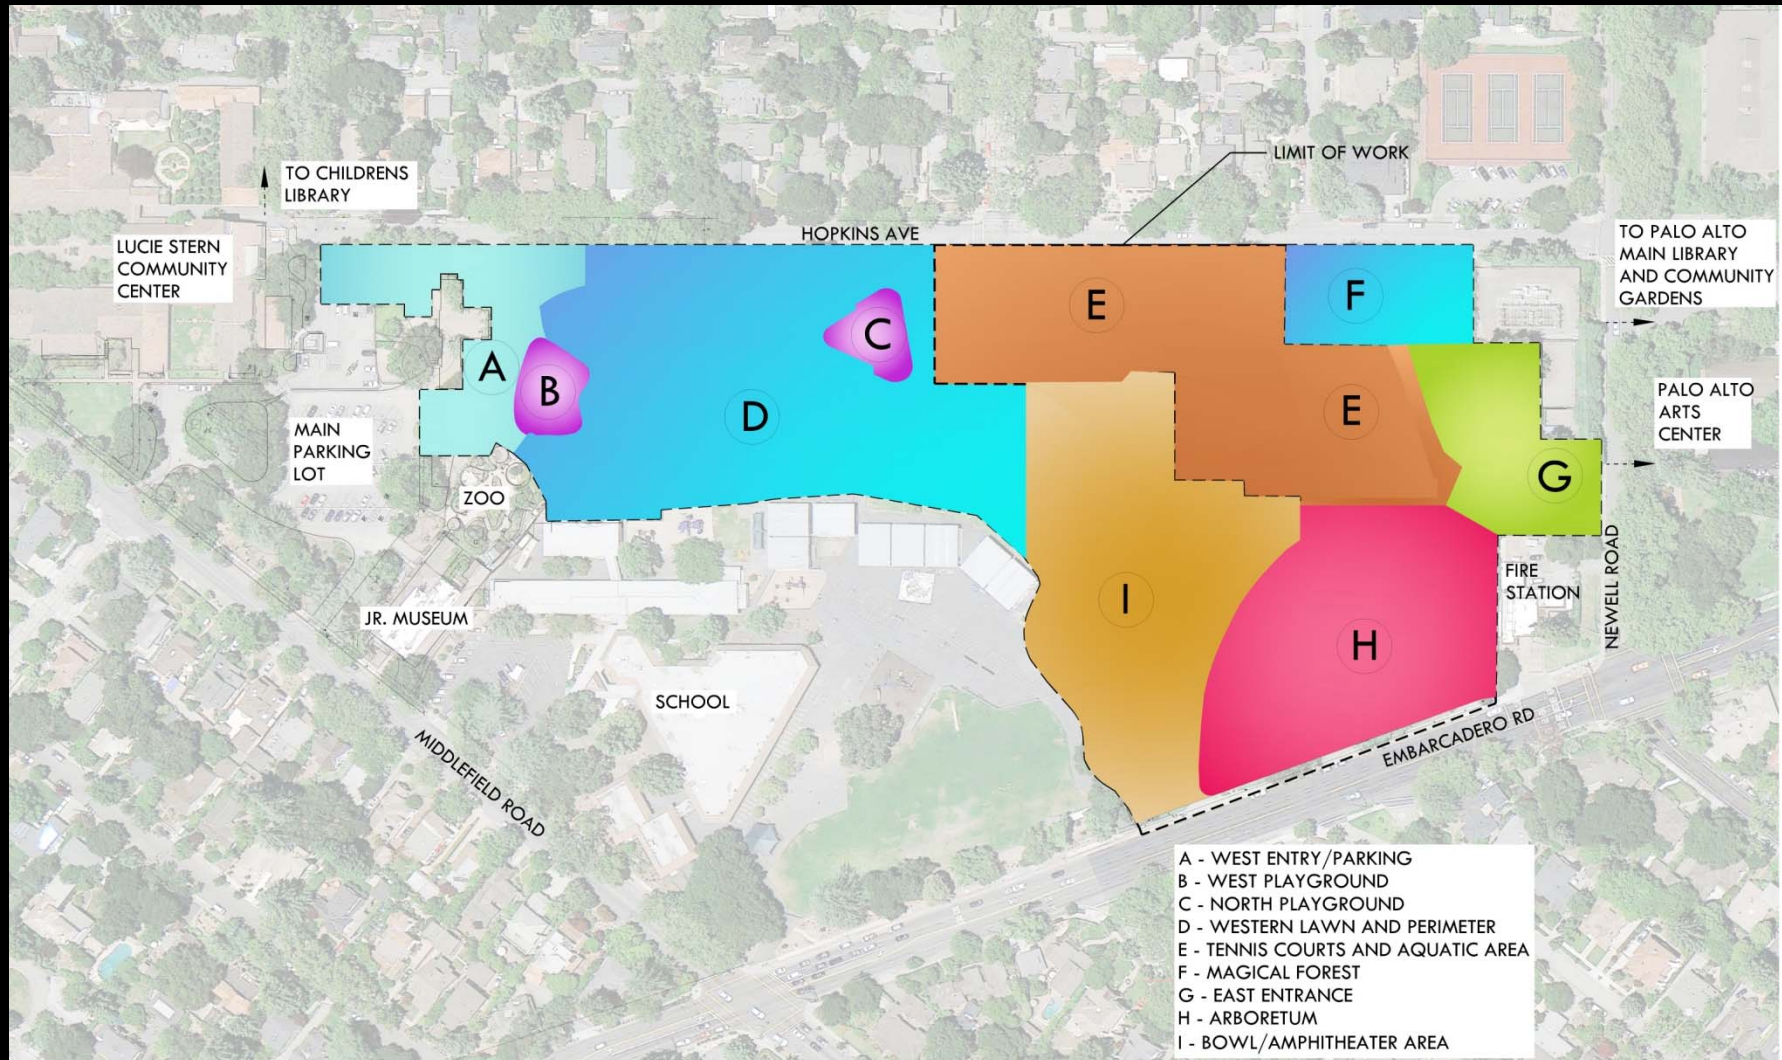 LIMIT OF WORK
TO CHILDRENS
LIBRARY
HOPKINS AVE
LUCIE STERN
COMMUNITY
CENTER
TO PALO ALTO
MAIN LIBRARY
AND COMMUNITY
GARDENS
A
B
C
D
E
F
E
G
H
I
MAIN
PARKING
LOT
ZOO
PALO ALTO
ARTS
CENTER
JR. MUSEUM
SCHOOL
FIRE
STATION
NEWELL ROAD
MIDDLEFIELD ROAD
EMBARCADERO RD
A - WEST ENTRY/PARKING
B - WEST PLAYGROUND
C - NORTH PLAYGROUND
D - WESTERN LAWN AND PERIMETER
E - TENNIS COURTS AND AQUATIC AREA
F - MAGICAL FOREST
G - EAST ENTRANCE
H - ARBORETUM
I - BOWL/AMPHITHEATER AREA